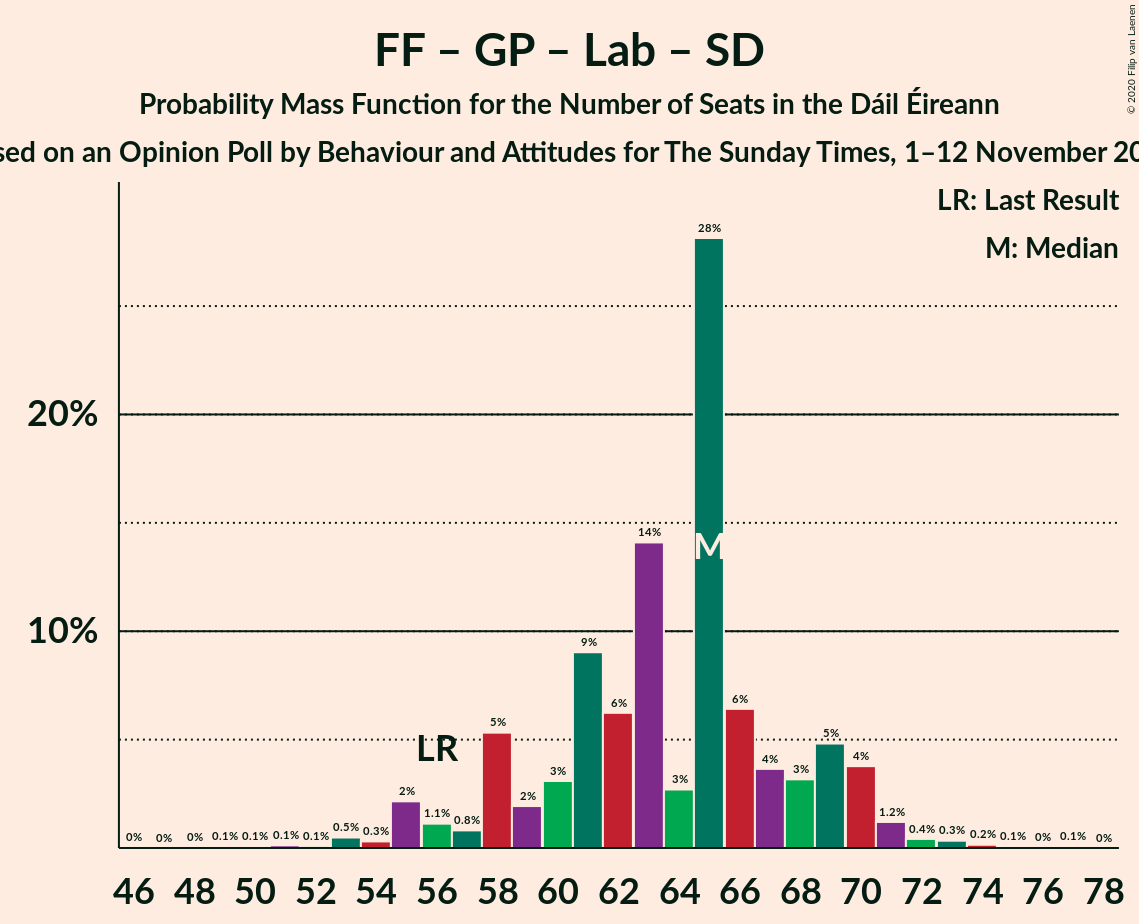 FF – GP – Lab – SD
Probability Mass Function for the Number of Seats in the Dáil Éireann
sed on an Opinion Poll by Behaviour and Attitudes for The Sunday Times, 1–12 November 20
© 2020 Filip van Laenen
LR: Last Result
M: Median
28%
20%
14%
M
10%
9%
6%
6%
5%
LR
5%
4%
4%
3%
3%
3%
2%
2%
1.1%
0.8%
1.2%
0% 0% 0% 0.1% 0.1% 0.1% 0.1% 0.5% 0.3%
0.4% 0.3% 0.2% 0.1% 0% 0.1% 0%
46 48 50 52 54 56 58 60 62 64 66 68 70 72 74 76 78